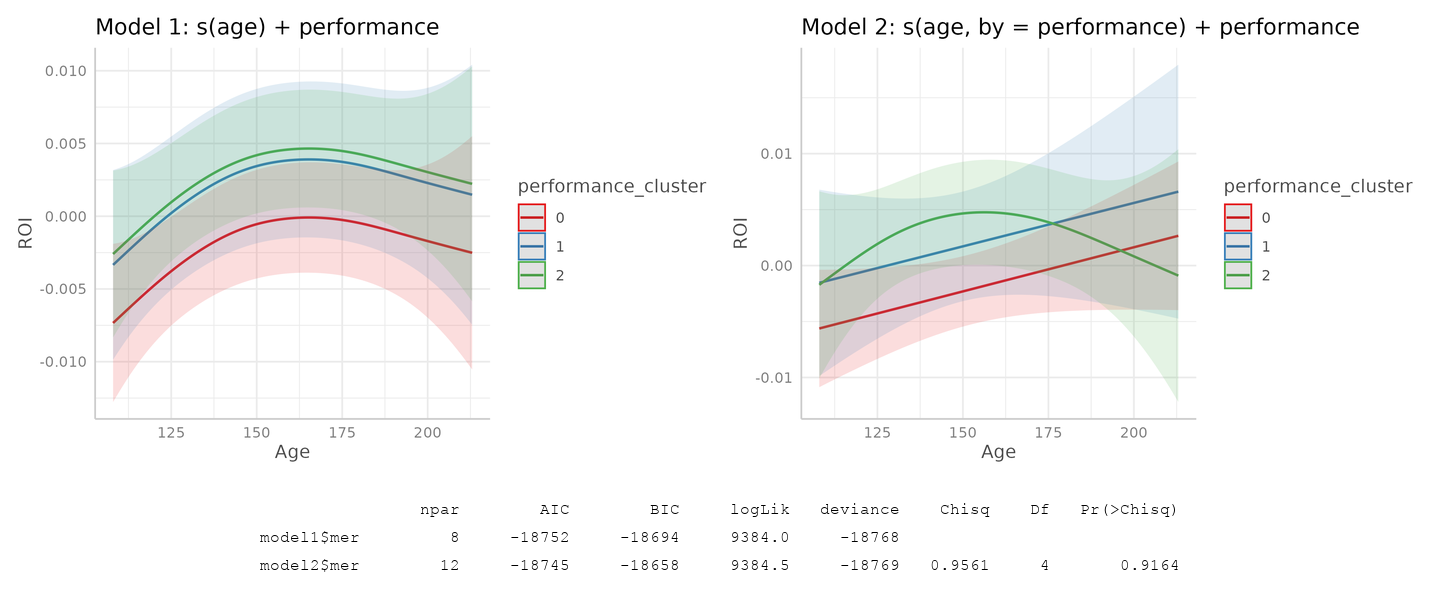 Model 1: s(age) + performance
0.010
0.005
0.000
-0.005
-0.010
ROI
125 150 175 200
Age
performance_cluster
0
1
2
Model 2: s(age, by = performance) + performance
0.01
0.00
-0.01
ROI
125 150 175 200
Age
performance_cluster
0
1
2
npar AIC BIC logLik deviance Chisq Df Pr(>Chisq)
model1$mer 8 -18752 -18694 9384.0 -18768
model2$mer 12 -18745 -18658 9384.5 -18769 0.9561 4 0.9164